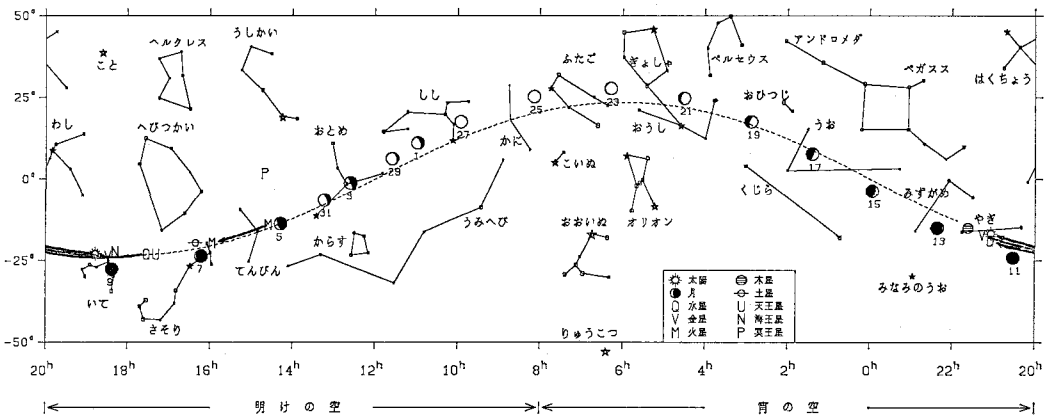 50°
こと
ヘルクレス
うしかい
ふたご
ぎょしゃ
ペルセウス
アンドロメダ
ペガスス
はくちょう
25°
わし
へびつかい
おとめ
しし
かに
25
23
おうし
21
おひつじ
19
うお
27
1
29
3
31
P
こいぬ
くじら
17
みずがめ
15
0°
M
5
からす
うみへび
おおいぬ
オリオン
やぎ
13
V
Q
V
N
U
M
7
てんびん
9
いて
みなみのうお
11
-25°
さそり
りゅうこつ
太陽
月
Q 水星
V 金星
M 火星
木星
土星
U 天王星
N 海王星
P 冥王星
-50°
20h 18h 16h 14h 12h 10h 8h 6h 4h 2h 0h 22h 20h
明けの空 宵の空